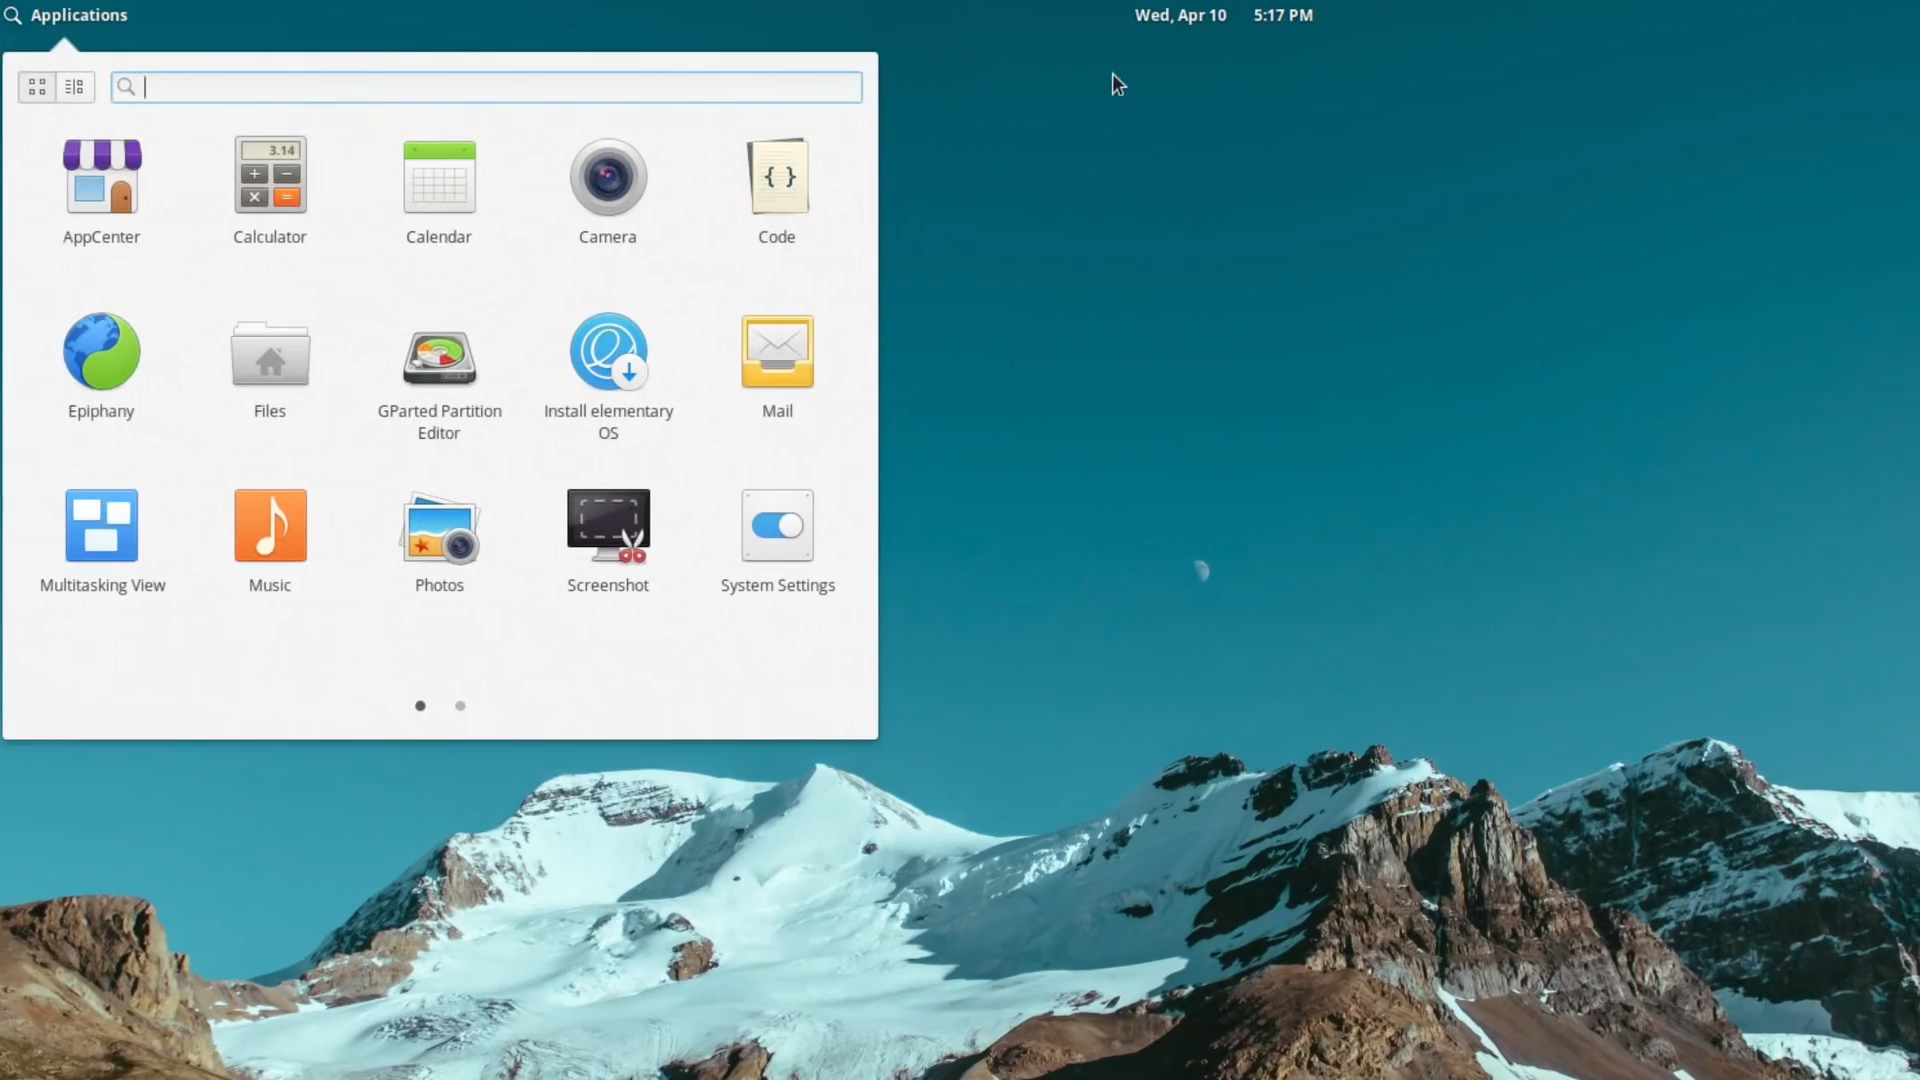 Applications
Wed, Apr 10 5:17 PM
3.14
AppCenter
Calculator
Calendar
Camera
Code
Epiphany
Files
GParted Partition
Editor
Install elementary
OS
Mail
Multitasking View
Music
Photos
Screenshot
System Settings